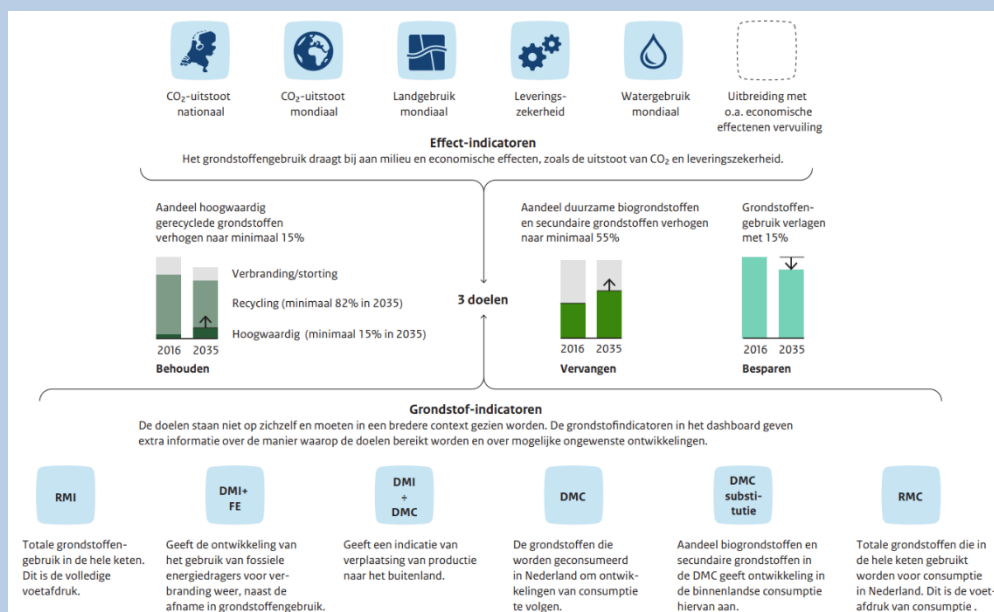 CO₂-uitstoot
nationaal
CO₂-uitstoot
mondiaal
Landgebruik
mondiaal
Leverings-
zekerheid
Watergebruik
mondiaal
Uitbreiding met
o.a. economische
effectenen vervuiling
Effect-indicatoren
Het grondstoffengebruik draagt bij aan milieu en economische effecten, zoals de uitstoot van CO₂ en leveringszekerheid.
Aandeel hoogwaardig
gerecyclede grondstoffen
verhogen naar minimaal 15%
Verbranding/storting
Recycling (minimaal 82% in 2035)
Hoogwaardig (minimaal 15% in 2035)
2016 2035
Behouden
3 doelen
Aandeel duurzame biogrondstoffen
en secundaire grondstoffen verhogen
naar minimaal 55%
2016 2035
Vervangen
Grondstoffen-
gebruik verlagen
met 15%
2016 2035
Besparen
Grondstof-indicatoren
De doelen staan niet op zichzelf en moeten in een bredere context gezien worden. De grondstofindicatoren in het dashboard geven
extra informatie over de manier waarop de doelen bereikt worden en over mogelijke ongewenste ontwikkelingen.
RMI
Totale grondstoffen-
gebruik in de hele keten.
Dit is de volledige
voetafdruk.
DMI+
FE
Geeft de ontwikkeling van
het gebruik van fossiele
energiedragers voor ver-
branding weer, naast de
afname in grondstofgebruik.
DMI
÷
DMC
Geeft een indicatie van
verplaatsing van productie
naar het buitenland.
DMC
De grondstoffen die
worden geconsumeerd
in Nederland om ontwik-
kelingen van consumptie
te volgen.
DMC
substi-
tutie
Aandeel biogrondstoffen en
secundaire grondstoffen in
de DMC geeft ontwikkeling in
de binnenlandse consumptie
hiervan aan.
RMC
Totale grondstoffen die in
de hele keten gebruikt
worden voor consumptie
in Nederland. Dit is de voet-
afdruk van consumptie .